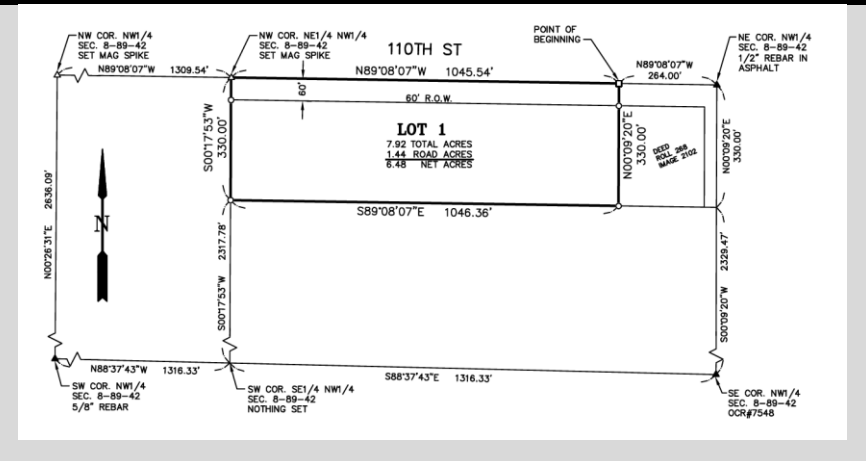 NW COR. NW1/4
SEC. 8-89-42
SET MAG SPIKE
NW COR. NE1/4 NW1/4
SEC. 8-89-42
SET MAG SPIKE
110TH ST
POINT OF
BEGINNING
NE COR. NW1/4
SEC. 8-89-42
1/2" REBAR IN
ASPHALT
N89°08'07"W 1309.54'
N89°08'07"W 1045.54'
N89°08'07"W
264.00'
60'
60' R.O.W.
S00°17'53"W
330.00'
LOT 1
7.92 TOTAL ACRES
1.44 ROAD ACRES
6.48 NET ACRES
N00°09'20"E
330.00'
DEED
ROLL 268
IMAGE 2102
N00°09'20"E
330.00'
N
N00°26'31"E 2636.09'
S89°08'07"E 1046.36'
S00°17'53"W 2317.78'
S00°09'20"W 2329.47'
N88°37'43"W 1316.33'
S88°37'43"E 1316.33'
SW COR. NW1/4
SEC. 8-89-42
5/8" REBAR
SW COR. SE1/4 NW1/4
SEC. 8-89-42
NOTHING SET
SE COR. NW1/4
SEC. 8-89-42
OCR#7548